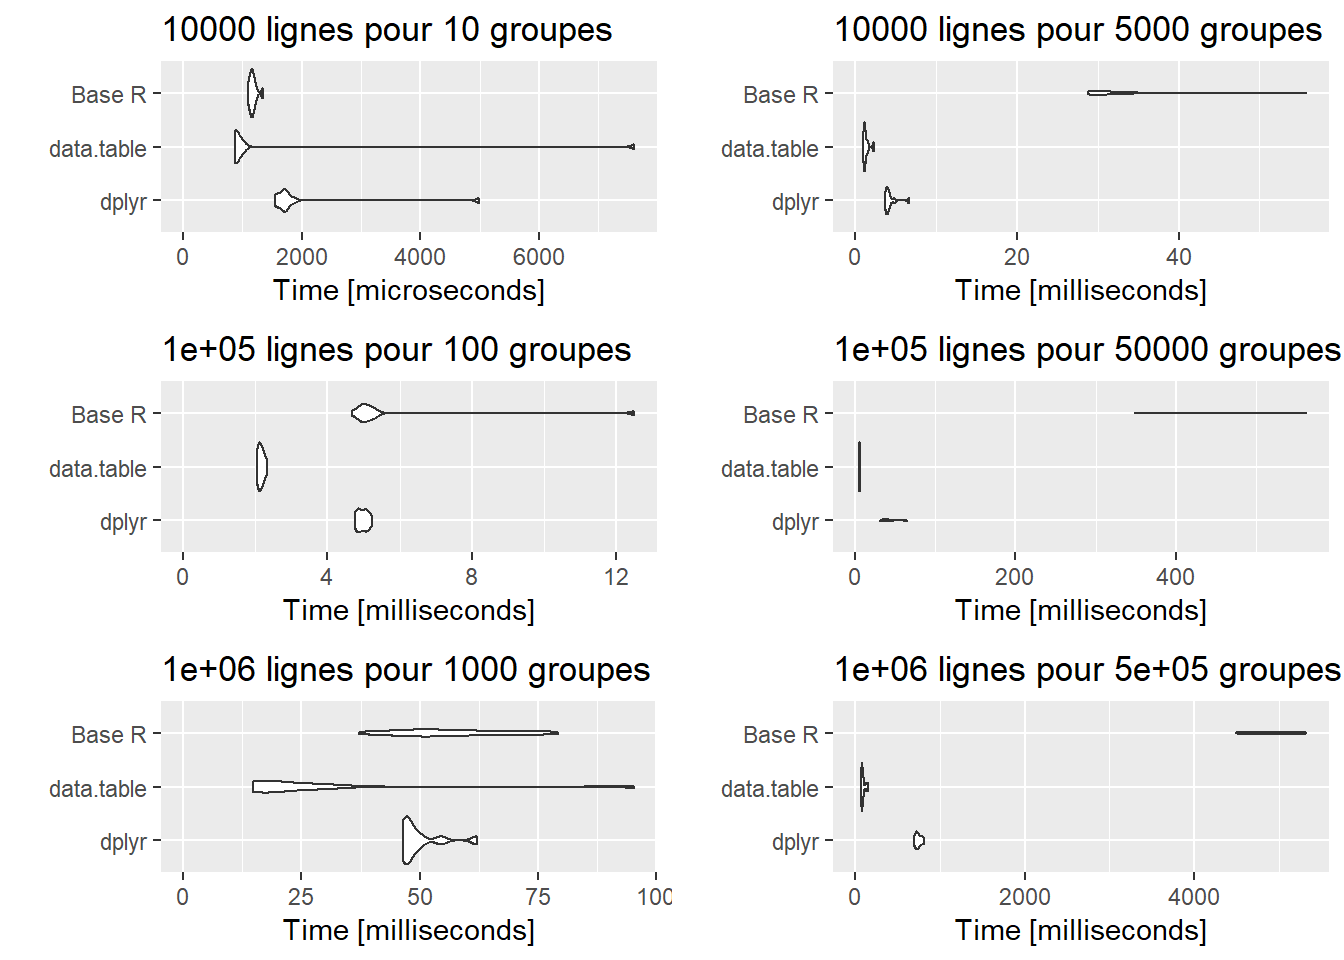 10000 lignes pour 10 groupes
Base R
data.table
dplyr
0 2000 4000 6000
Time [microseconds]
10000 lignes pour 5000 groupes
Base R
data.table
dplyr
0 20 40
Time [milliseconds]
1e+05 lignes pour 100 groupes
Base R
data.table
dplyr
0 4 8 12
Time [milliseconds]
1e+05 lignes pour 50000 groupes
Base R
data.table
dplyr
0 200 400
Time [milliseconds]
1e+06 lignes pour 1000 groupes
Base R
data.table
dplyr
0 25 50 75 100
Time [milliseconds]
1e+06 lignes pour 5e+05 groupes
Base R
data.table
dplyr
0 2000 4000
Time [milliseconds]